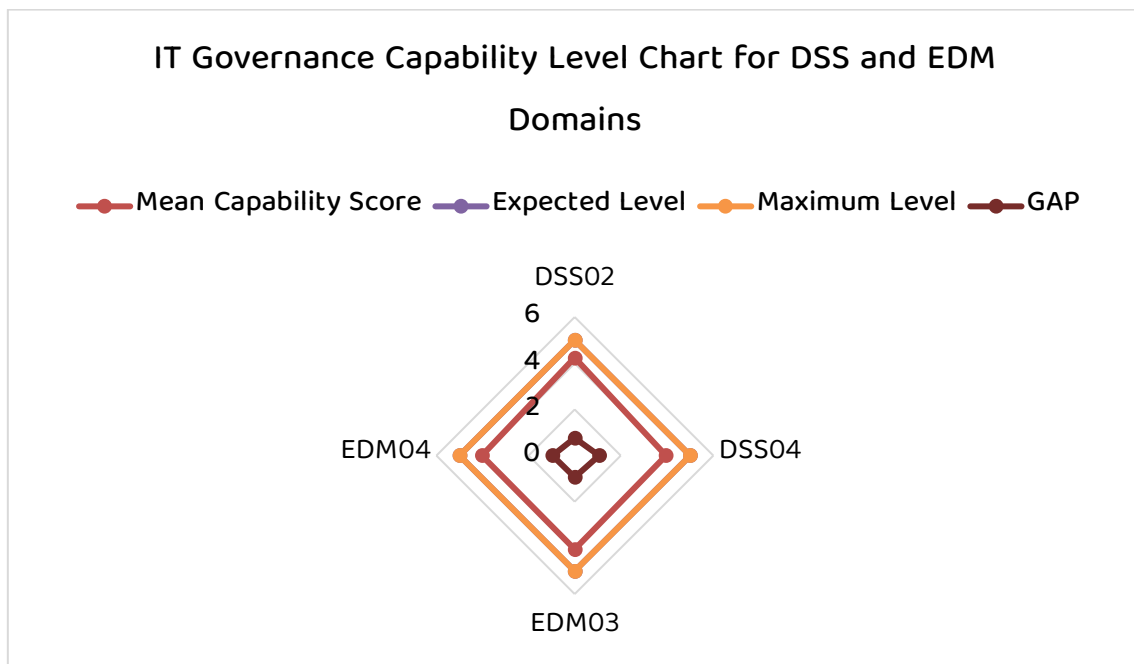 IT Governance Capability Level Chart for DSS and EDM
Domains
Mean Capability Score Expected Level Maximum Level GAP
DSS02
6
4
2
0
EDM04
DSS04
EDM03